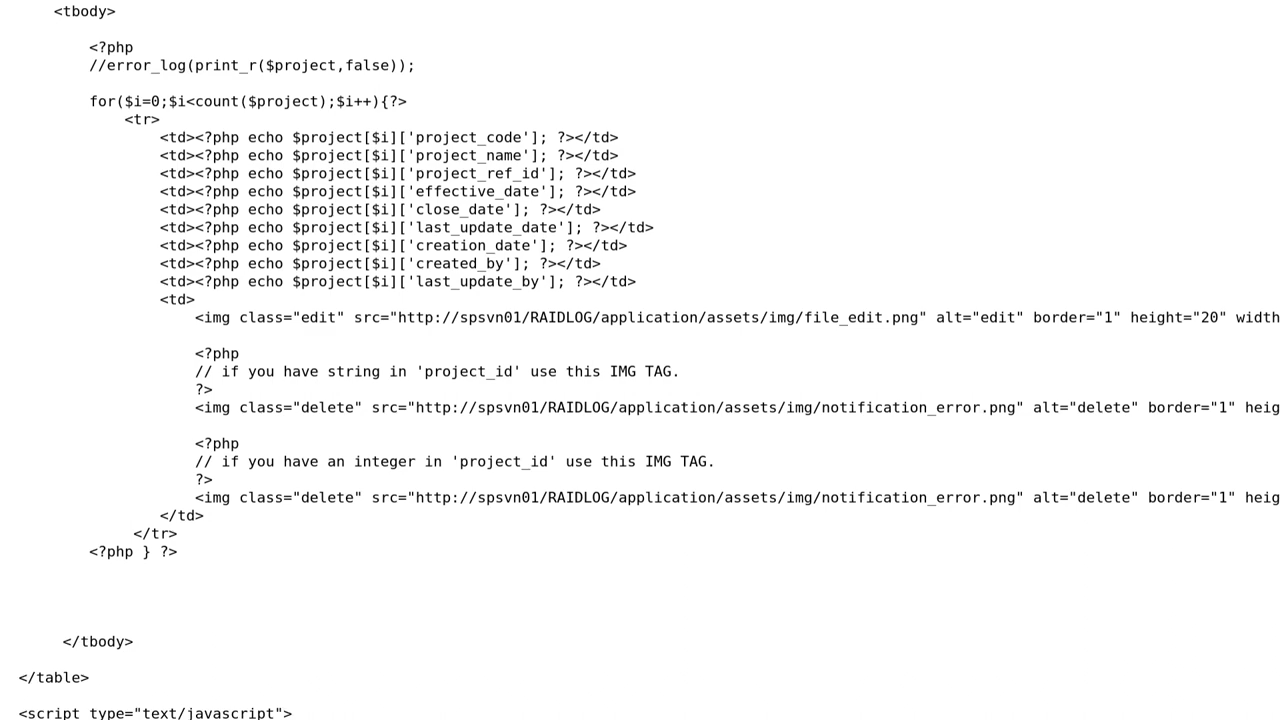 <tbody>
<?php
//error_log(print_r($project,false));
for($i=0;$i<count($project);$i++){?>
<tr>
<td><?php echo $project[$i]['project_code']; ?></td>
<td><?php echo $project[$i]['project_name']; ?></td>
<td><?php echo $project[$i]['project_ref_id']; ?></td>
<td><?php echo $project[$i]['effective_date']; ?></td>
<td><?php echo $project[$i]['close_date']; ?></td>
<td><?php echo $project[$i]['last_update_date']; ?></td>
<td><?php echo $project[$i]['creation_date']; ?></td>
<td><?php echo $project[$i]['created_by']; ?></td>
<td><?php echo $project[$i]['last_update_by']; ?></td>
<td>
<img class="edit" src="http://spsvn01/RAIDLOG/application/assets/img/file_edit.png" alt="edit" border="1" height="20" width
<?php
// if you have string in 'project_id' use this IMG TAG.
?>
<img class="delete" src="http://spsvn01/RAIDLOG/application/assets/img/notification_error.png" alt="delete" border="1" heig
<?php
// if you have an integer in 'project_id' use this IMG TAG.
?>
<img class="delete" src="http://spsvn01/RAIDLOG/application/assets/img/notification_error.png" alt="delete" border="1" heig
</td>
</tr>
<?php } ?>
</tbody>
</table>
<script type="text/javascript">